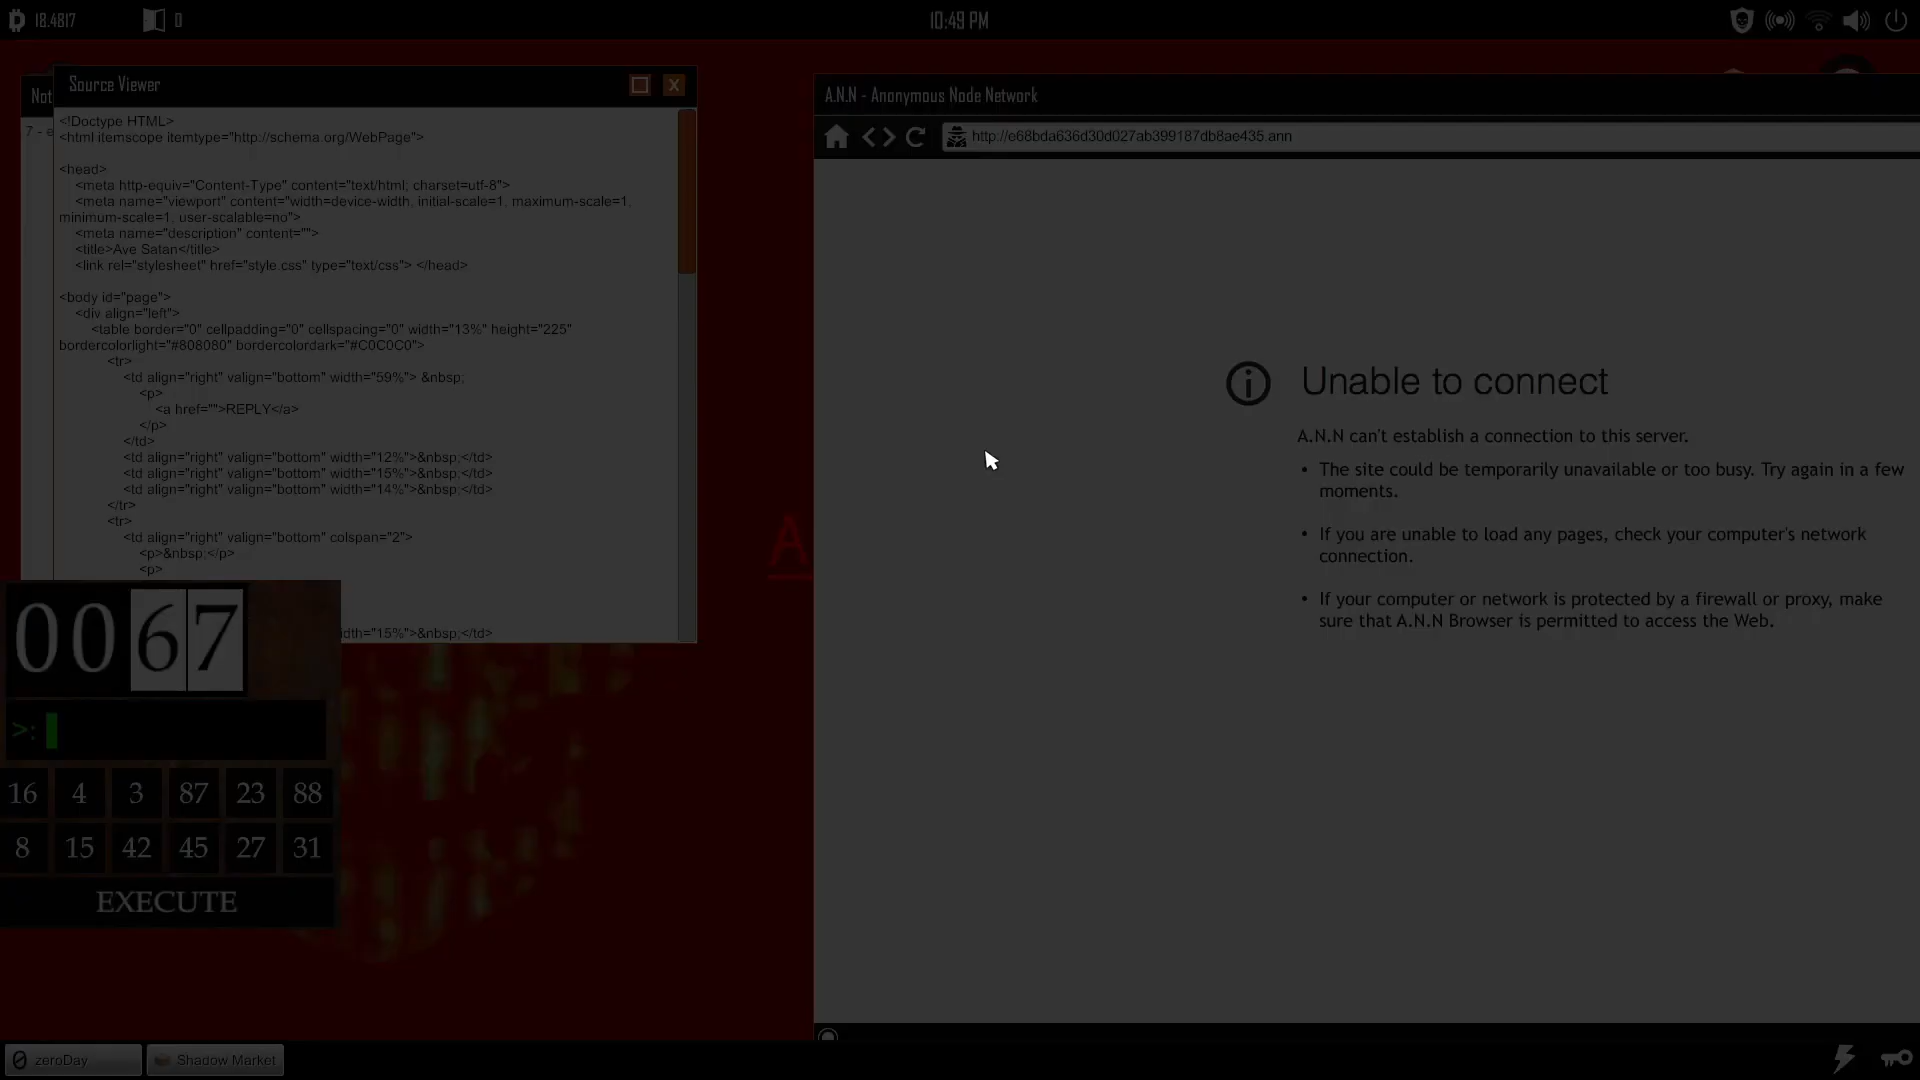 18.4817
0
10:49 PM
Not
7 - e
Source Viewer
X
<!Doctype HTML>
<html itemscope itemtype="http://schema.org/WebPage">
<head>
<meta http-equiv="Content-Type" content="text/html; charset=utf-8">
<meta name="viewport" content="width=device-width, initial-scale=1, maximum-scale=1,
minimum-scale=1, user-scalable=no">
<meta name="description" content="">
<title>Ave Satan</title>
<link rel="stylesheet" href="style.css" type="text/css"> </head>
<body id="page">
<div align="left">
<table border="0" cellpadding="0" cellspacing="0" width="13%" height="225"
bordercolorlight="#808080" bordercolordark="#C0C0C0">
<tr>
<td align="right" valign="bottom" width="59%"> &nbsp;
<p>
<a href="">REPLY</a>
</p>
</td>
<td align="right" valign="bottom" width="12%">&nbsp;</td>
<td align="right" valign="bottom" width="15%">&nbsp;</td>
<td align="right" valign="bottom" width="14%">&nbsp;</td>
</tr>
<tr>
<td align="right" valign="bottom" colspan="2">
<p>&nbsp;</p>
<p>
width="15%">&nbsp;</td>
A
A.N.N - Anonymous Node Network
http://e68bda636d30d027ab399187db8ae435.ann
Unable to connect
A.N.N can't establish a connection to this server.
• The site could be temporarily unavailable or too busy. Try again in a few
moments.
• If you are unable to load any pages, check your computer's network
connection.
• If your computer or network is protected by a firewall or proxy, make
sure that A.N.N Browser is permitted to access the Web.
0067
>:
16 4 3 87 23 88
8 15 42 45 27 31
EXECUTE
zeroDay
Shadow Market